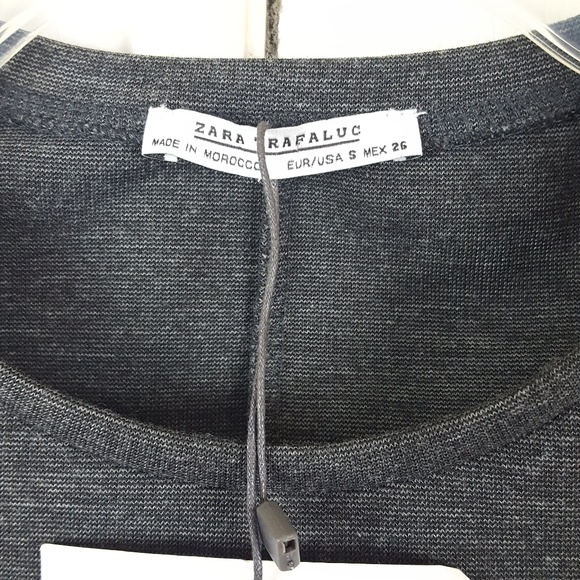 ZARA TRAFALUC
MADE IN MOROCCO EUR/USA S MEX 26